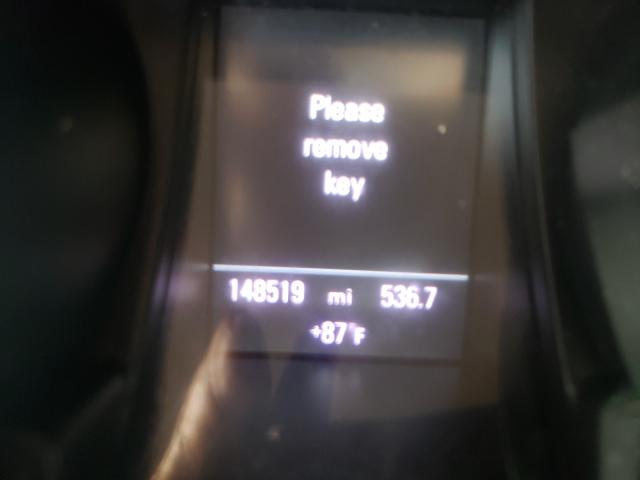 Please
remove
key
148519 mi 536.7
+87°F